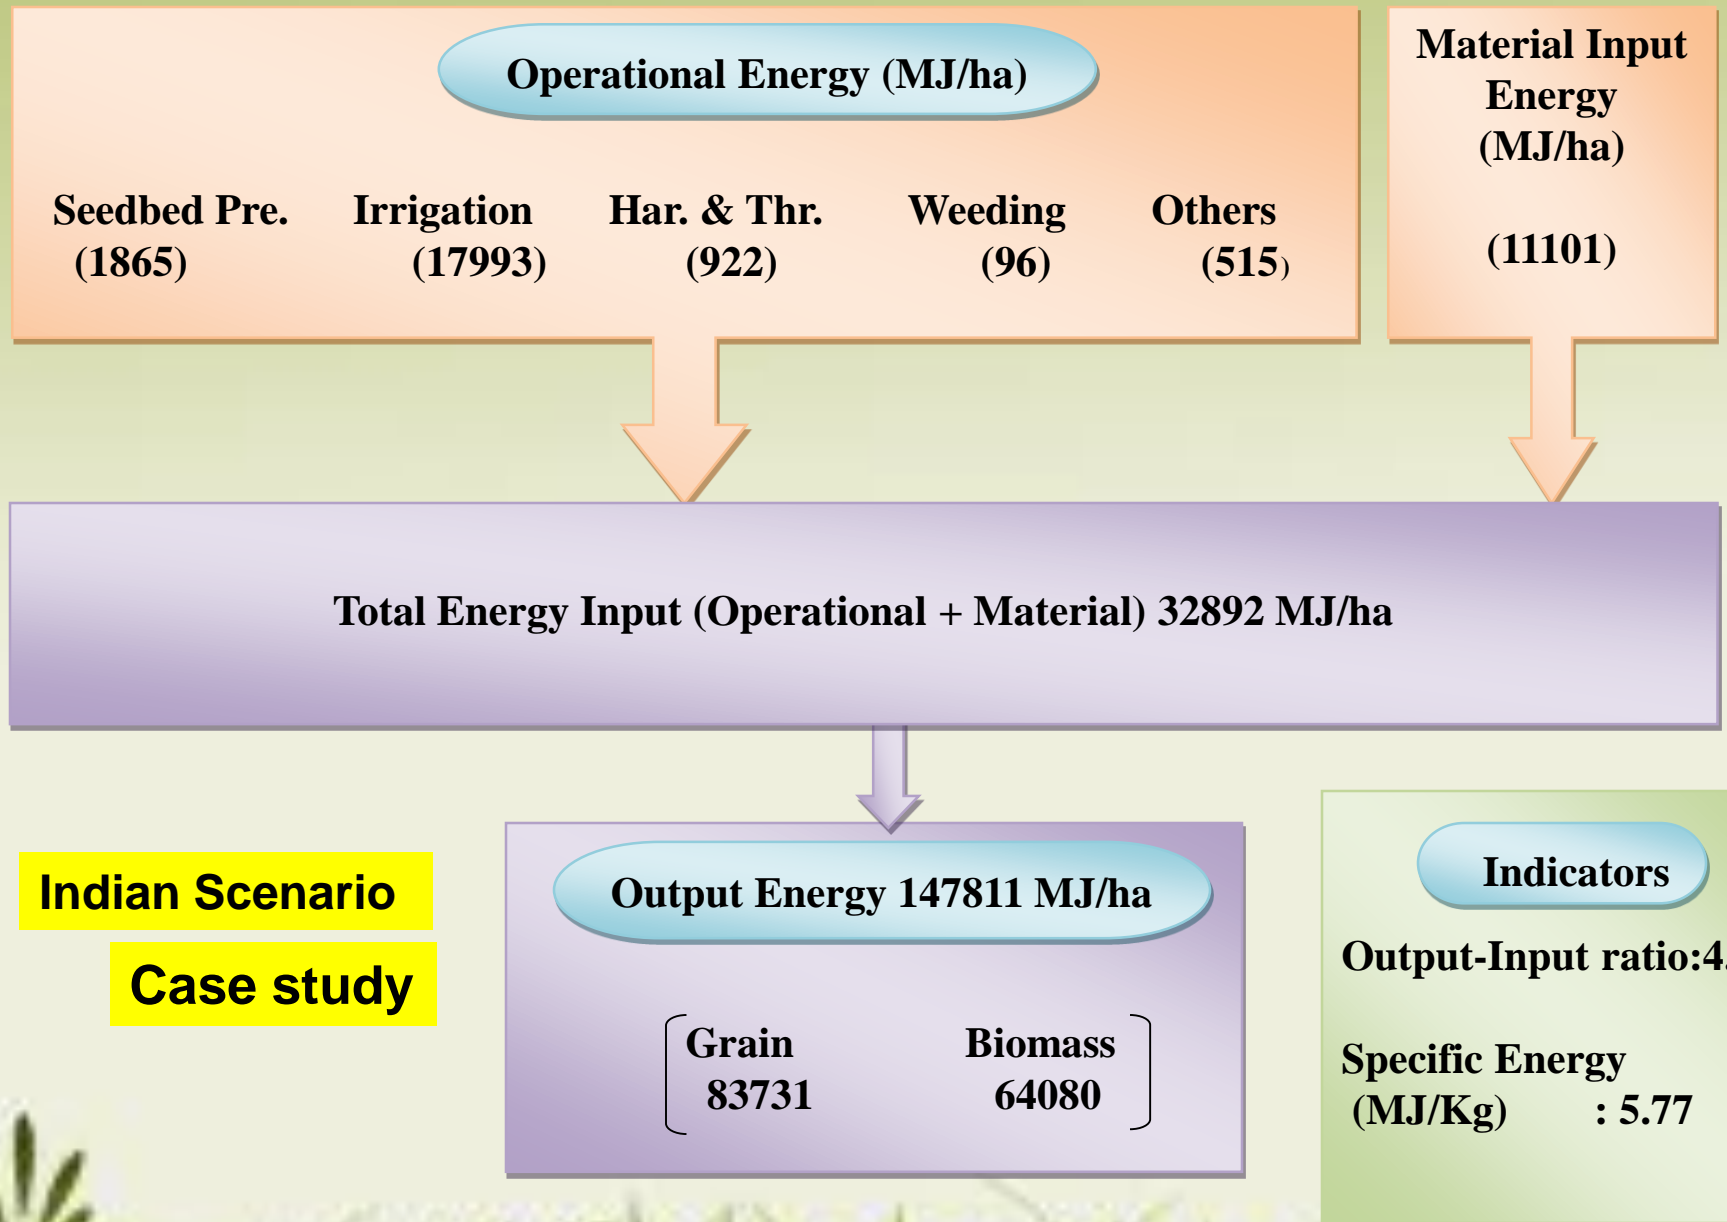 Operational Energy (MJ/ha)
Seedbed Pre. Irrigation Har. & Thr. Weeding Others
(1865) (17993) (922) (96) (515)
Material Input
Energy
(MJ/ha)
(11101)
Total Energy Input (Operational + Material) 32892 MJ/ha
Indian Scenario
Case study
Output Energy 147811 MJ/ha
Grain Biomass
83731 64080
Indicators
Output-Input ratio:4.
Specific Energy
(MJ/Kg) : 5.77